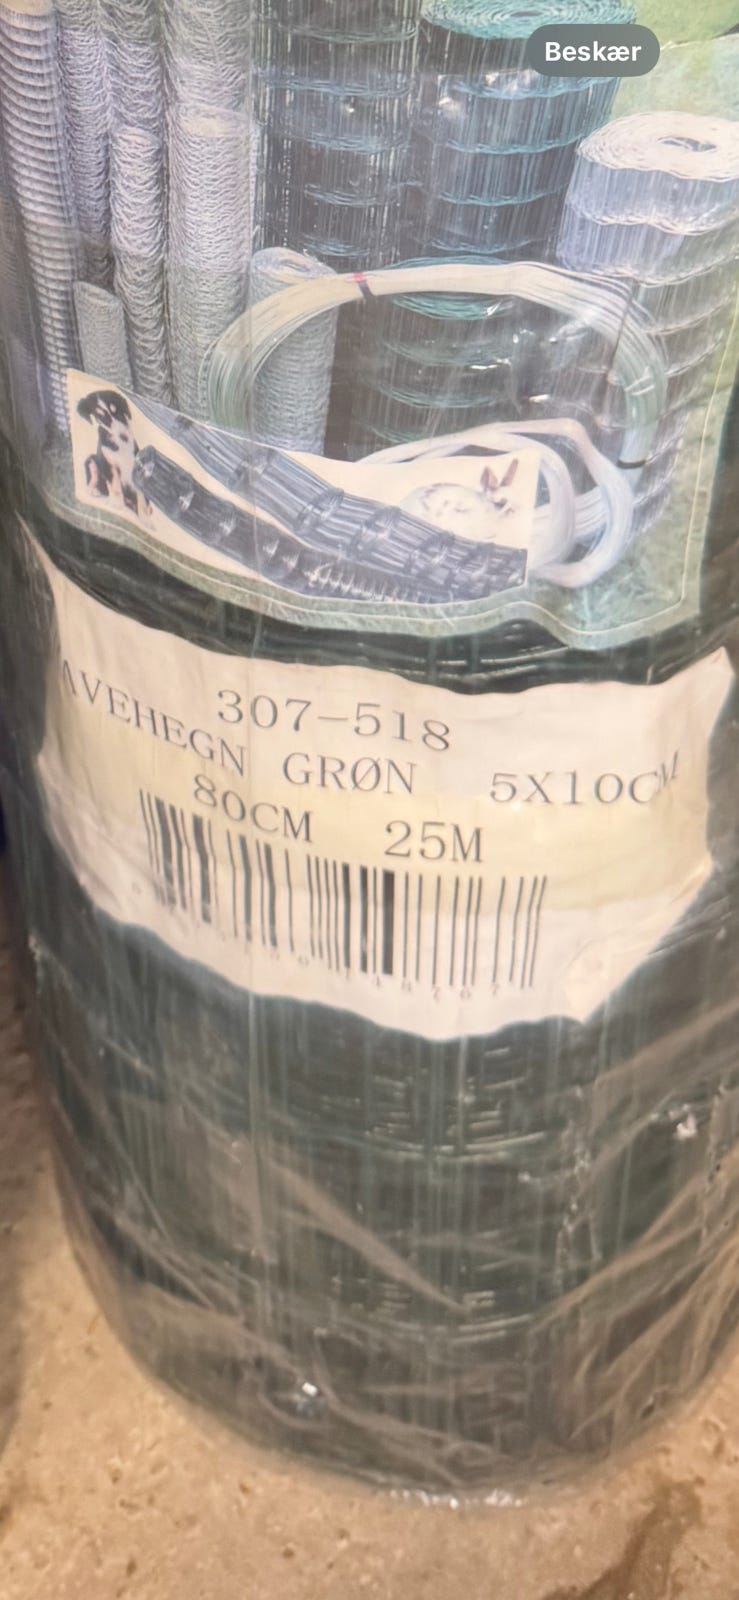 Beskær
307-518
AVEHEGN GRØN 5X10CM
80CM 25M